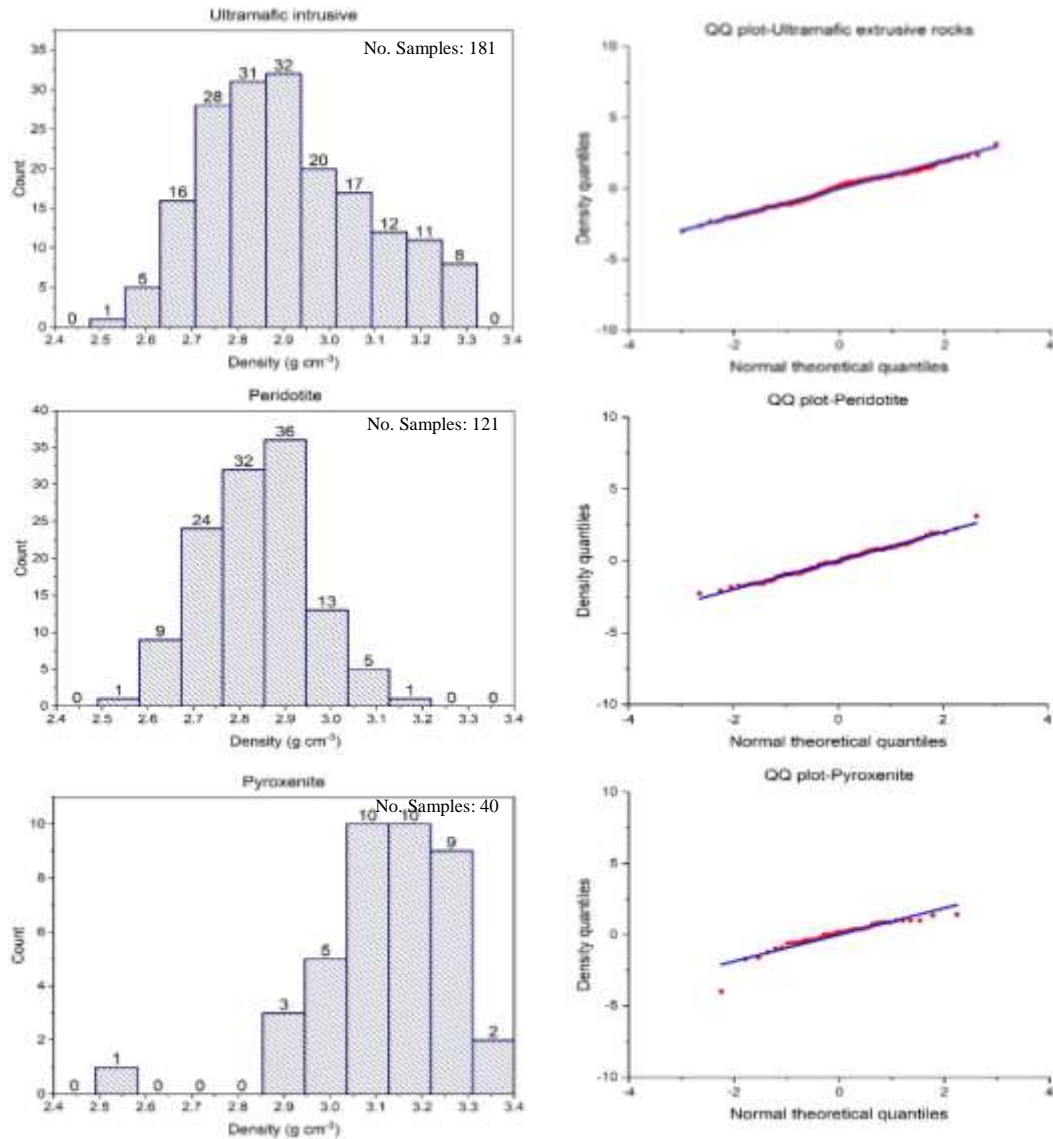 Ultramafic intrusive
No. Samples: 181
Count
35
30
25
20
15
10
5
0
0 1 5 16 28 31 32 20 17 12 11 8 0
2.4 2.5 2.6 2.7 2.8 2.9 3.0 3.1 3.2 3.3 3.4
Density (g cm⁻³)
QQ plot-Ultramafic extrusive rocks
Density quantiles
10
5
0
-5
-10
-4 -2 0 2 4
Normal theoretical quantiles
Peridotite
No. Samples: 121
Count
40
35
30
25
20
15
10
5
0
0 1 9 24 32 36 13 5 1 0 0
2.4 2.5 2.6 2.7 2.8 2.9 3.0 3.1 3.2 3.3 3.4
Density (g cm⁻³)
QQ plot-Peridotite
Density quantiles
10
5
0
-5
-10
-4 -2 0 2 4
Normal theoretical quantiles
Pyroxenite
No. Samples: 40
Count
10
8
6
4
2
0
0 1 0 0 0 3 5 10 10 9 2
2.4 2.5 2.6 2.7 2.8 2.9 3.0 3.1 3.2 3.3 3.4
Density (g cm⁻³)
QQ plot-Pyroxenite
Density quantiles
10
5
0
-5
-10
-4 -2 0 2 4
Normal theoretical quantiles